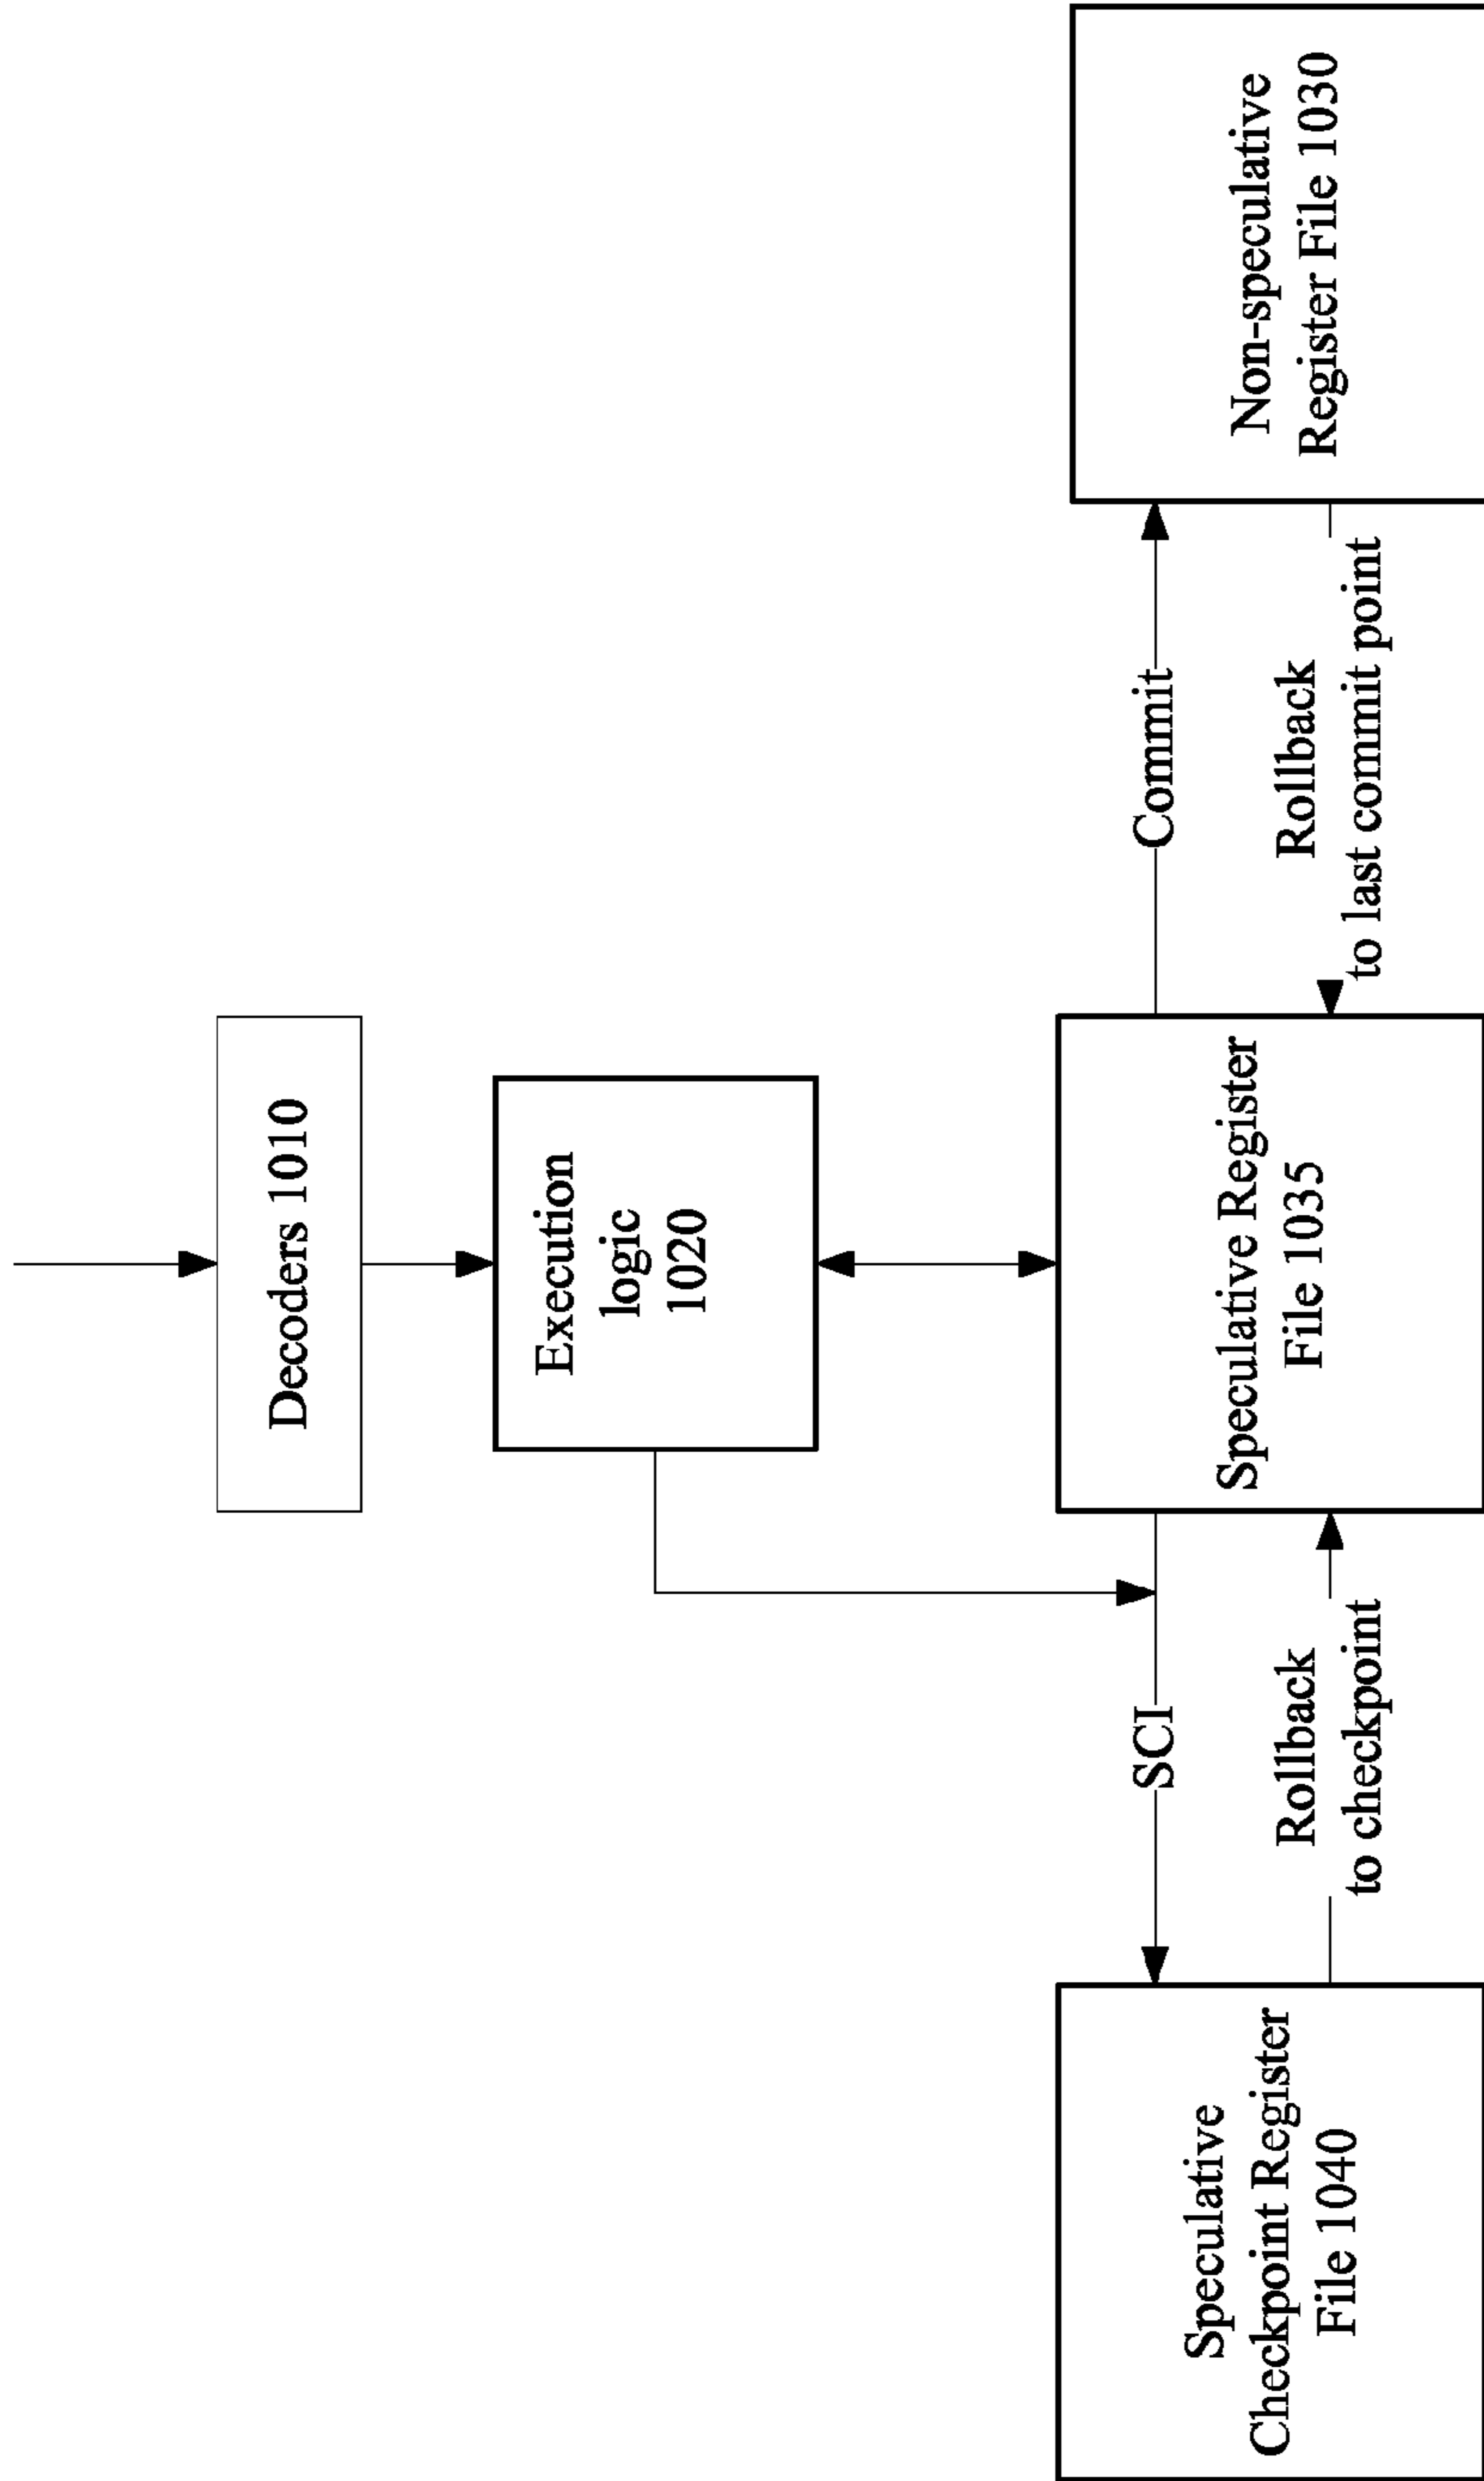 Decoders 1010
Execution
logic
1020
SCI
Commit
Rollback
to checkpoint
Rollback
to last commit point
Speculative
Checkpoint Register
File 1040
Speculative Register
File 1035
Non-speculative
Register File 1030